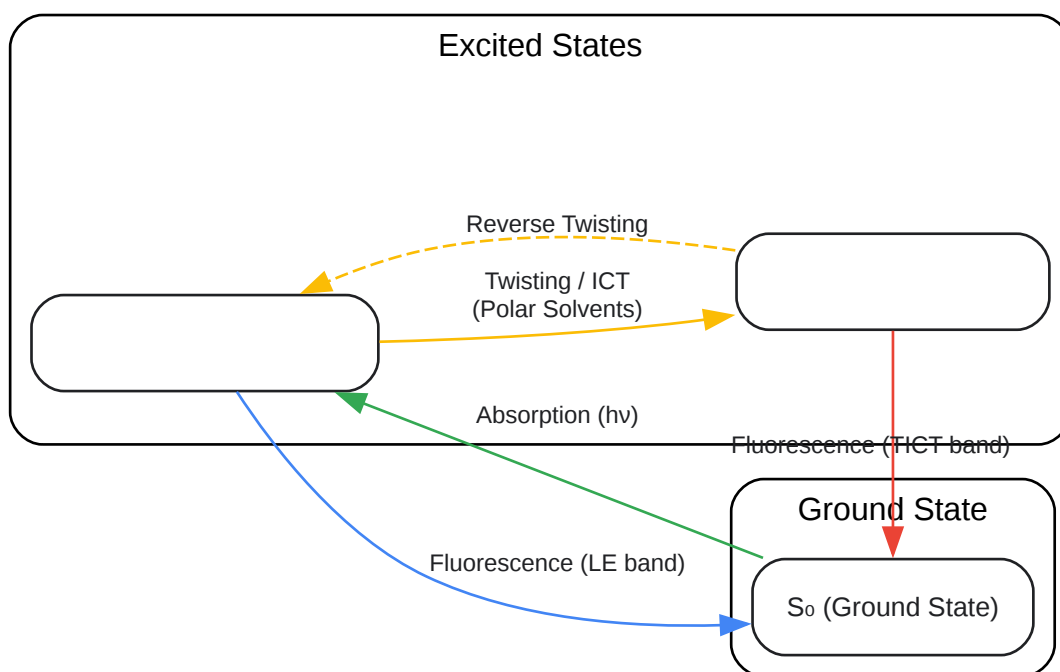 Excited States
Reverse Twisting
Twisting / ICT
(Polar Solvents)
Absorption (hν)
Fluorescence (TICT band)
Ground State
Fluorescence (LE band)
S₀ (Ground State)